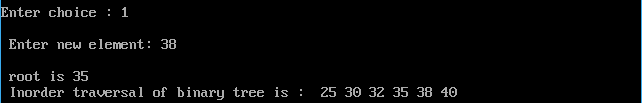 Enter choice : 1
Enter new element: 38
root is 35
Inorder traversal of binary tree is :  25 30 32 35 38 40